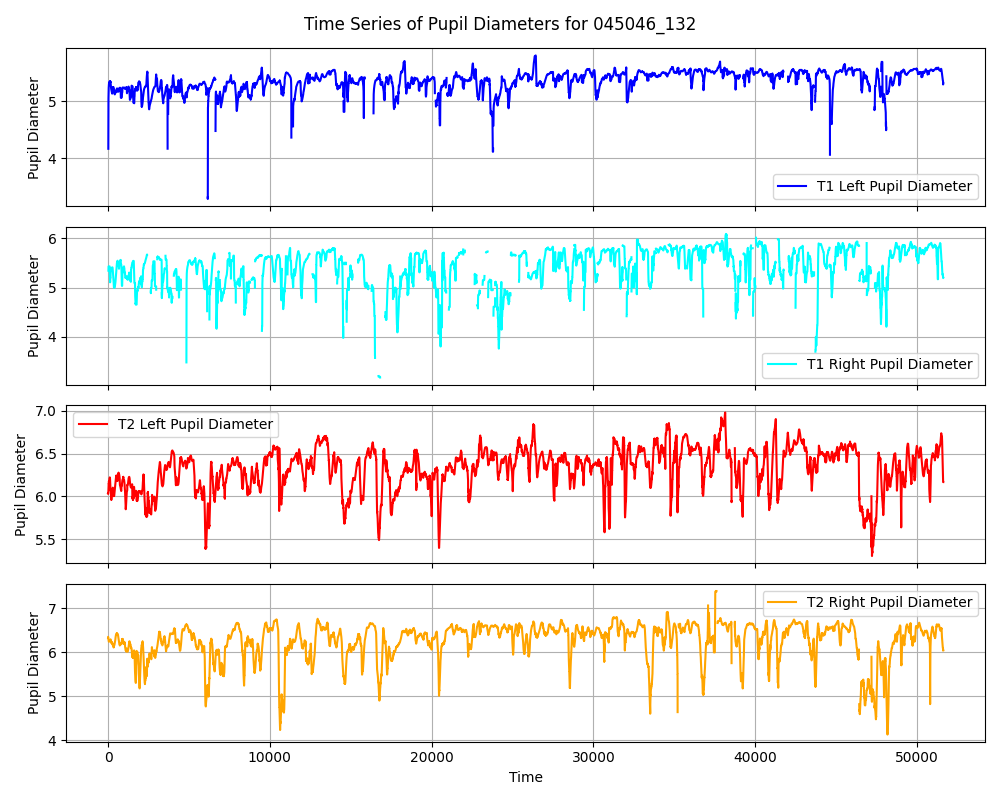 Time Series of Pupil Diameters for 045046_132
Pupil Diameter
5
4
T1 Left Pupil Diameter
Pupil Diameter
6
5
4
T1 Right Pupil Diameter
Pupil Diameter
7.0
6.5
6.0
5.5
T2 Left Pupil Diameter
Pupil Diameter
7
6
5
4
T2 Right Pupil Diameter
0 10000 20000 30000 40000 50000
Time